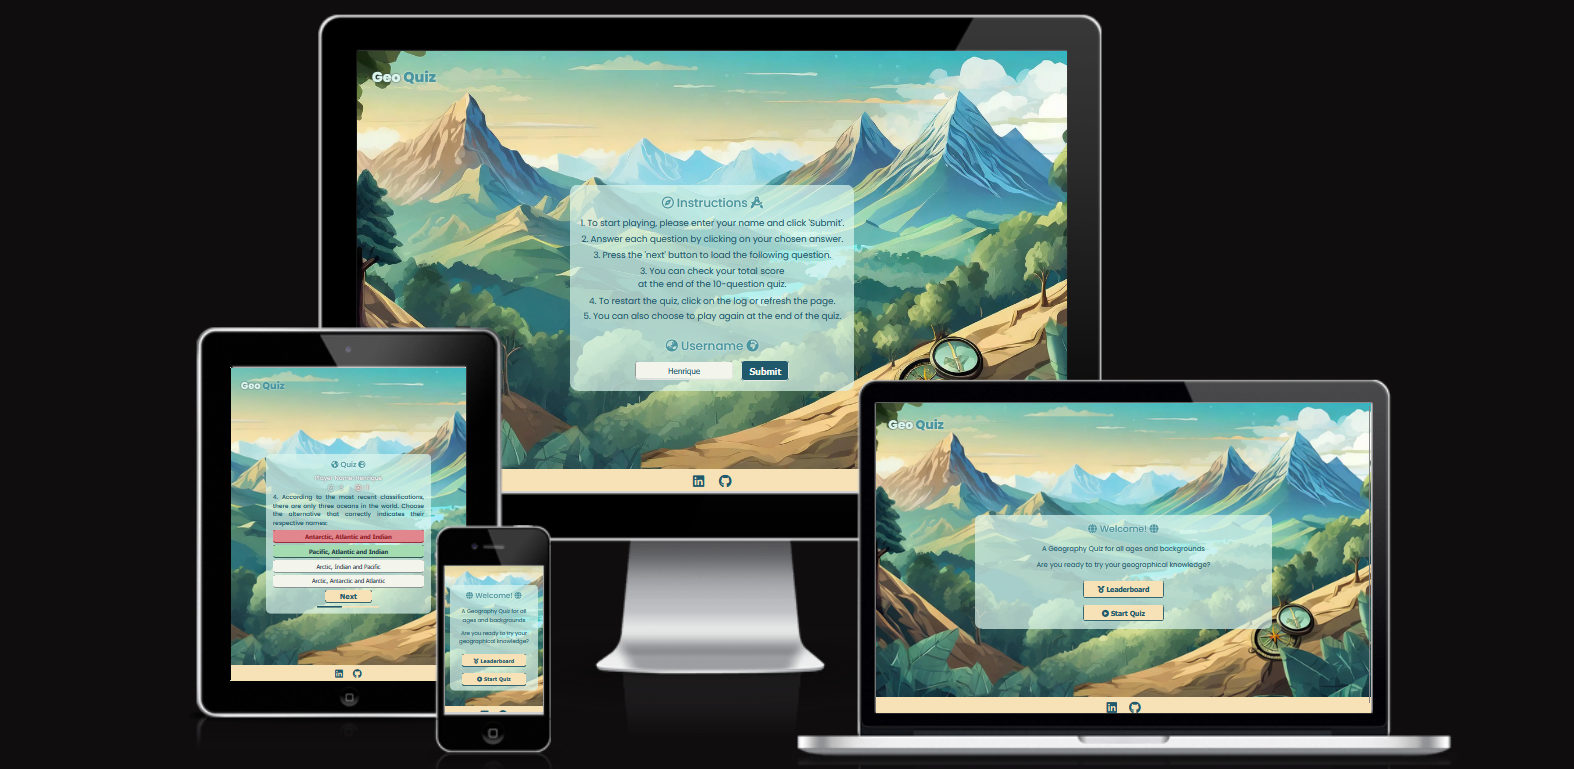 Geo Quiz
Instructions
1. To start playing, please enter your name and click 'Submit'.
2. Answer each question by clicking on your chosen answer.
3. Press the 'next' button to load the following question.
3. You can check your total score
at the end of the 10-question quiz.
4. To restart the quiz, click on the log or refresh the page.
5. You can also choose to play again at the end of the quiz.
Username
Henrique
Submit
Geo Quiz
Quiz
Player name: Henrique
4. According to the most recent classifications,
there are only three oceans in the world. Choose
the alternative that correctly indicates their
respective names:
Antarctic, Atlantic and Indian
Pacific, Atlantic and Indian
Arctic, Indian and Pacific
Arctic, Antarctic and Atlantic
Next
Welcome!
A Geography Quiz for all
ages and backgrounds
Are you ready to try your
geographical knowledge?
Leaderboard
Start Quiz
Geo Quiz
Welcome!
A Geography Quiz for all ages and backgrounds
Are you ready to try your geographical knowledge?
Leaderboard
Start Quiz